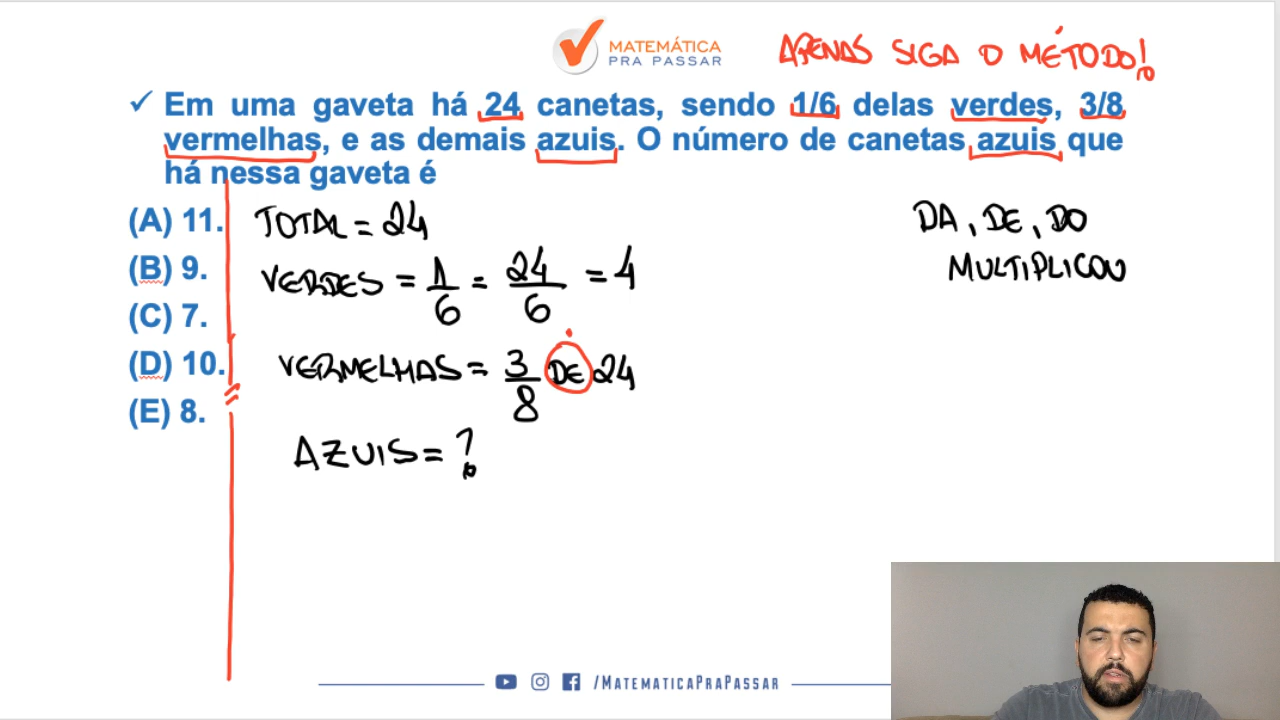 MATEMÁTICA
PRA PASSAR
APENAS SIGA O MÉTODO!
✓ Em uma gaveta há 24 canetas, sendo 1/6 delas verdes, 3/8
vermelhas, e as demais azuis. O número de canetas azuis que
há nessa gaveta é
(A) 11.
(B) 9.
(C) 7.
(D) 10.
(E) 8.
TOTAL = 24
VERDES = 1/6 = 24/6 = 4
VERMELHAS = 3/8 DE 24
AZUIS = ?
DA, DE, DO
MULTIPLICOU
/MATEMATICAPRAPASSAR